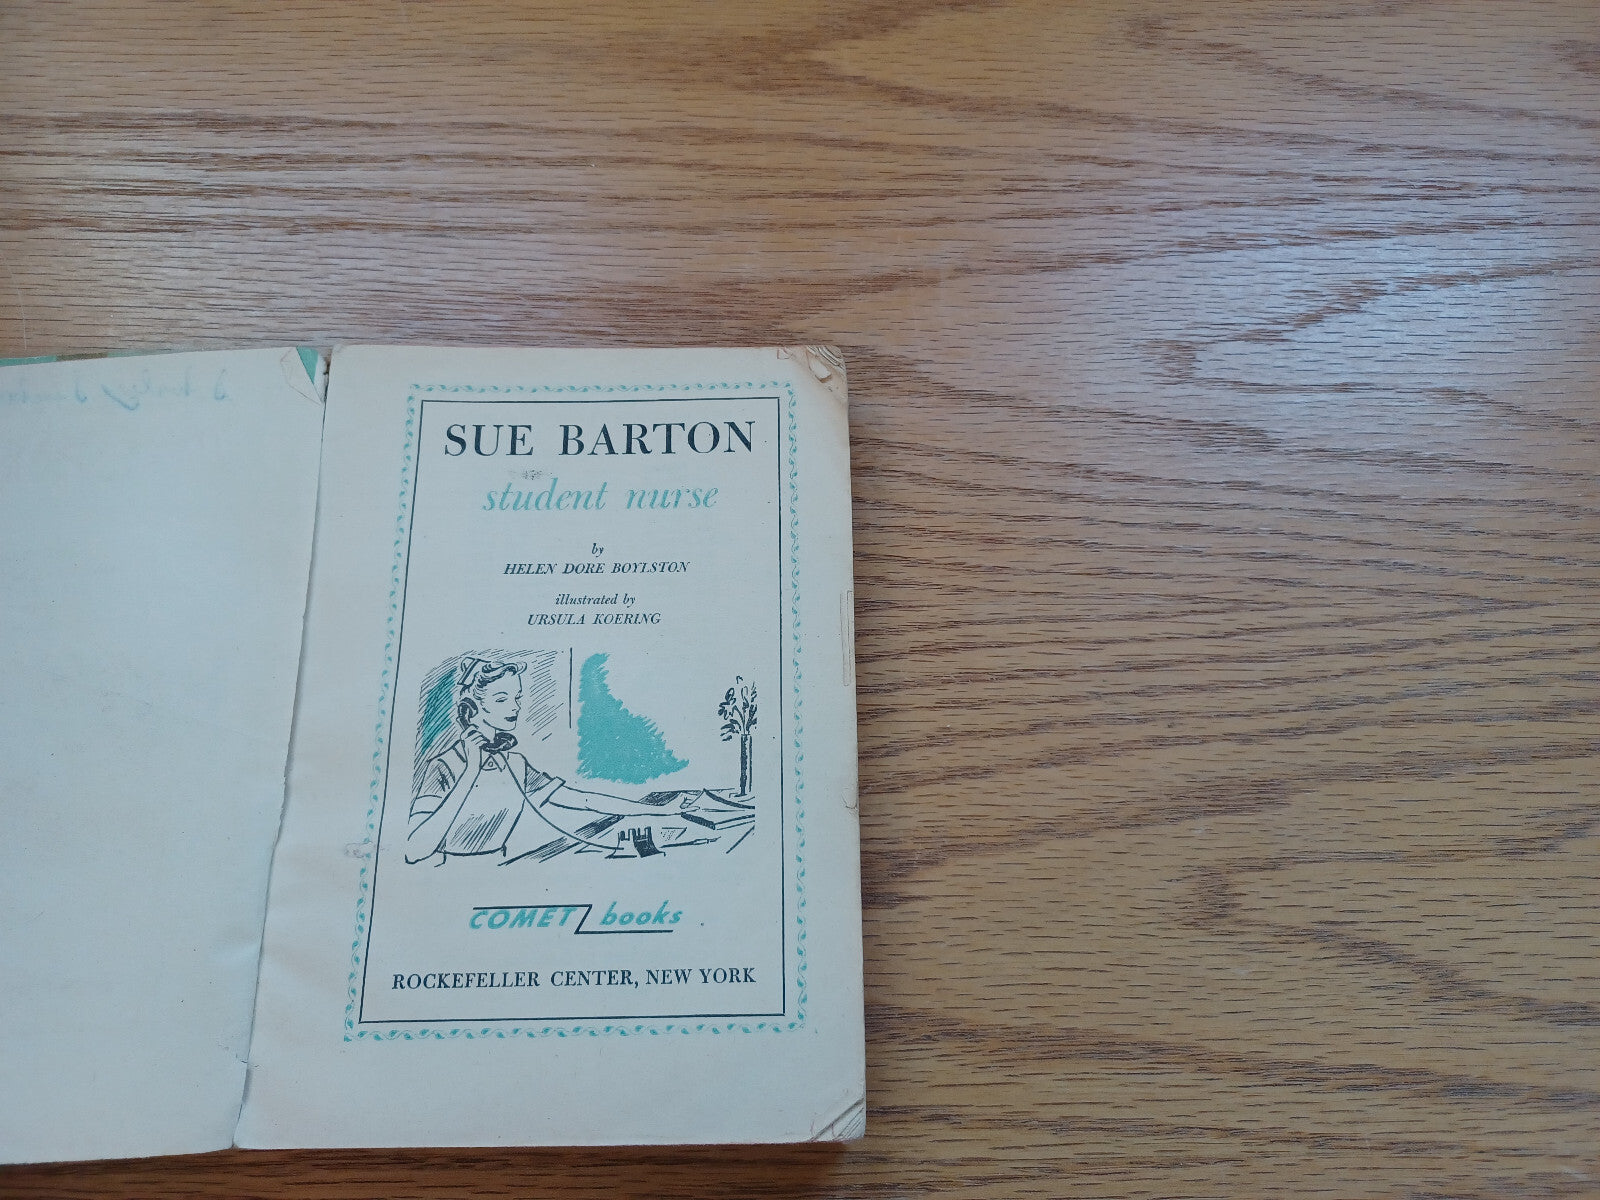 SUE BARTON
student nurse
by
HELEN DORE BOYLSTON
illustrated by
URSULA KOERING
COMET books
ROCKEFELLER CENTER, NEW YORK